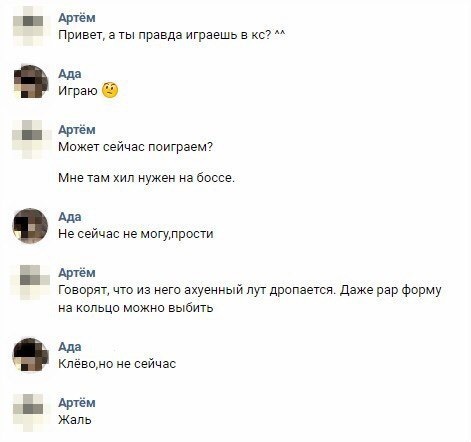 Артём
Привет, а ты правда играешь в кс? ^^
Ада
Играю 🤨
Артём
Может сейчас поиграем?
Мне там хил нужен на боссе.
Ада
Не сейчас не могу,прости
Артём
Говорят, что из него ахуенный лут дропается. Даже рар форму
на кольцо можно выбить
Ада
Клёво,но не сейчас
Артём
Жаль